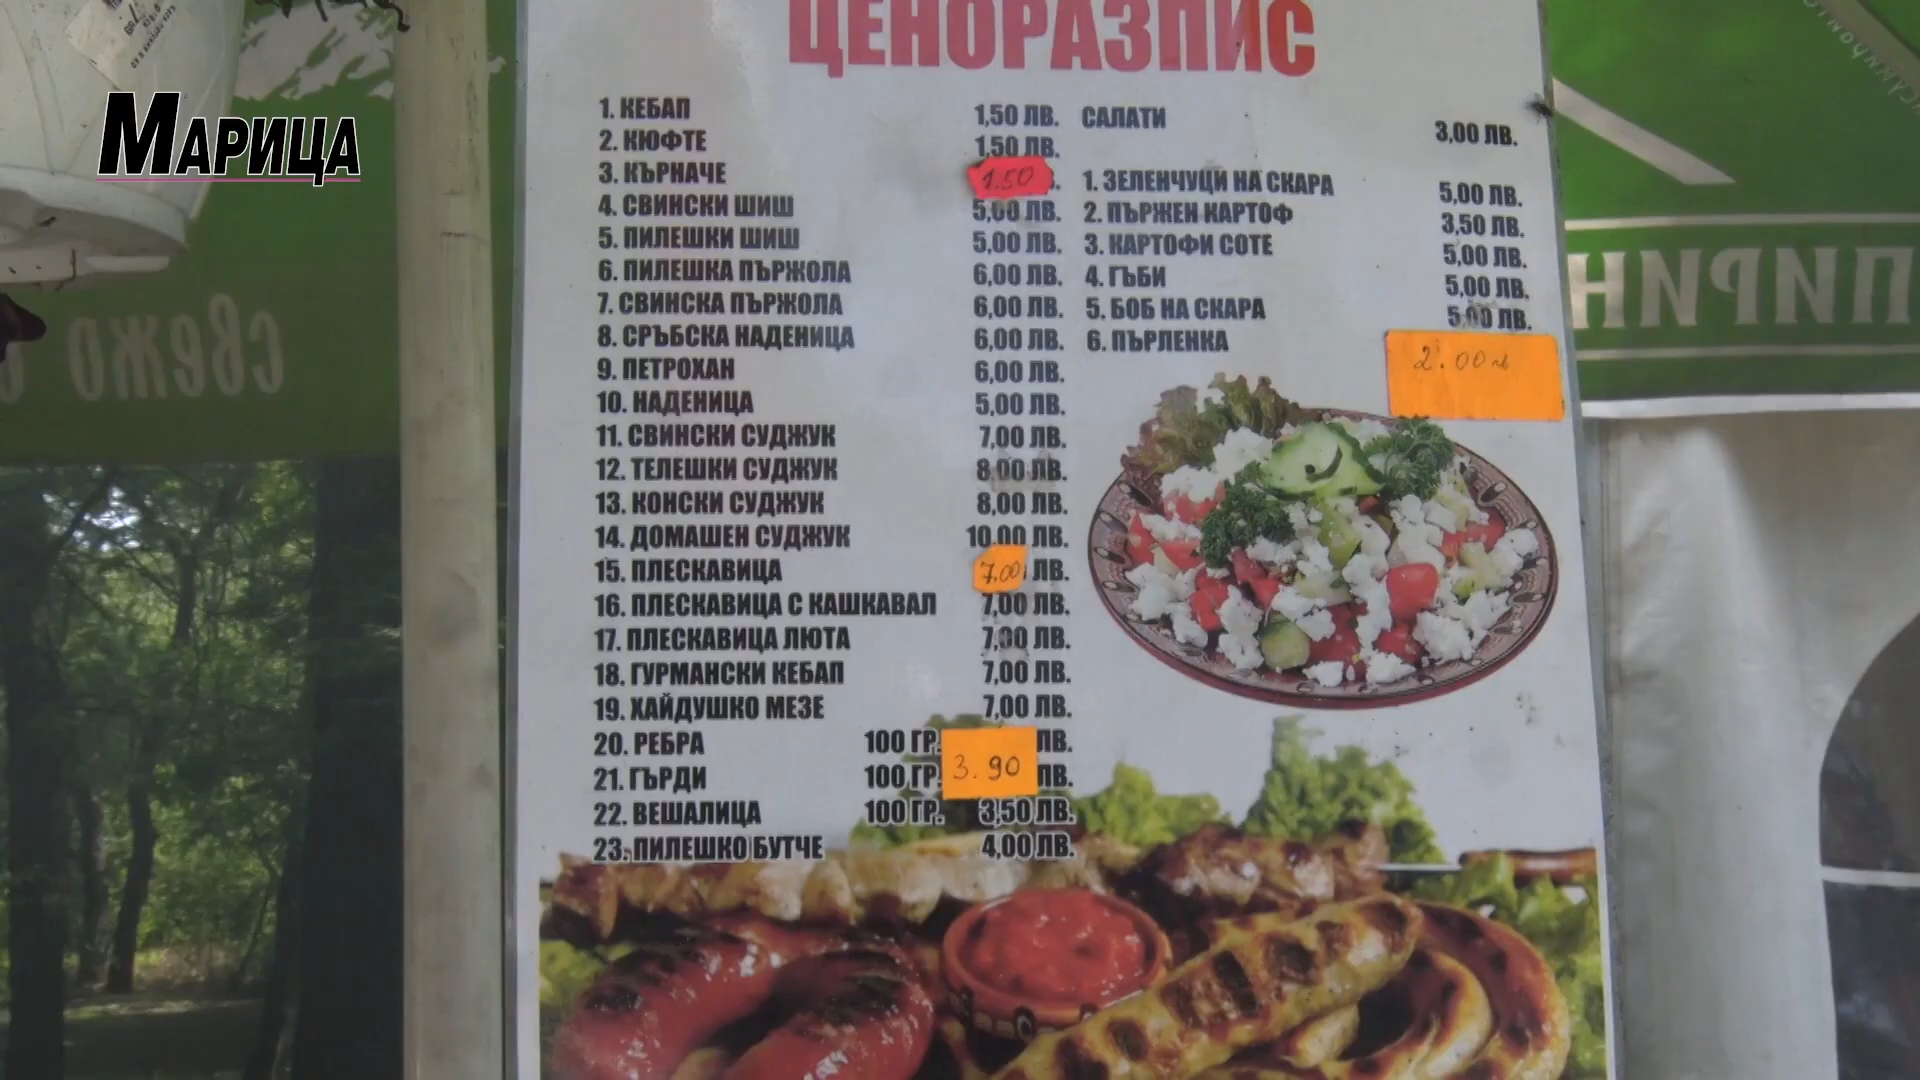 МАРИЦА
ЦЕНОРАЗПИС
1. КЕБАП 1,50 ЛВ.
2. КЮФТЕ 1,50 ЛВ.
3. КЪРНАЧЕ 1.50
4. СВИНСКИ ШИШ 5,00 ЛВ.
5. ПИЛЕШКИ ШИШ 5,00 ЛВ.
6. ПИЛЕШКА ПЪРЖОЛА 6,00 ЛВ.
7. СВИНСКА ПЪРЖОЛА 6,00 ЛВ.
8. СРЪБСКА НАДЕНИЦА 6,00 ЛВ.
9. ПЕТРОХАН 6,00 ЛВ.
10. НАДЕНИЦА 5,00 ЛВ.
11. СВИНСКИ СУДЖУК 7,00 ЛВ.
12. ТЕЛЕШКИ СУДЖУК 8,00 ЛВ.
13. КОНСКИ СУДЖУК 8,00 ЛВ.
14. ДОМАШЕН СУДЖУК 10,00 ЛВ.
15. ПЛЕСКАВИЦА 7.00 ЛВ.
16. ПЛЕСКАВИЦА С КАШКАВАЛ 7,00 ЛВ.
17. ПЛЕСКАВИЦА ЛЮТА 7,00 ЛВ.
18. ГУРМАНСКИ КЕБАП 7,00 ЛВ.
19. ХАЙДУШКО МЕЗЕ 7,00 ЛВ.
20. РЕБРА 100 ГР. ЛВ.
21. ГЪРДИ 100 ГР. 3.90 ЛВ.
22. ВЕШАЛИЦА 100 ГР. 3,50 ЛВ.
23. ПИЛЕШКО БУТЧЕ 4,00 ЛВ.
САЛАТИ 3,00 ЛВ.
1. ЗЕЛЕНЧУЦИ НА СКАРА 5,00 ЛВ.
2. ПЪРЖЕН КАРТОФ 3,50 ЛВ.
3. КАРТОФИ СОТЕ 5,00 ЛВ.
4. ГЪБИ 5,00 ЛВ.
5. БОБ НА СКАРА 5,00 ЛВ.
6. ПЪРЛЕНКА 2.00 лв
свежо
ПИРИН